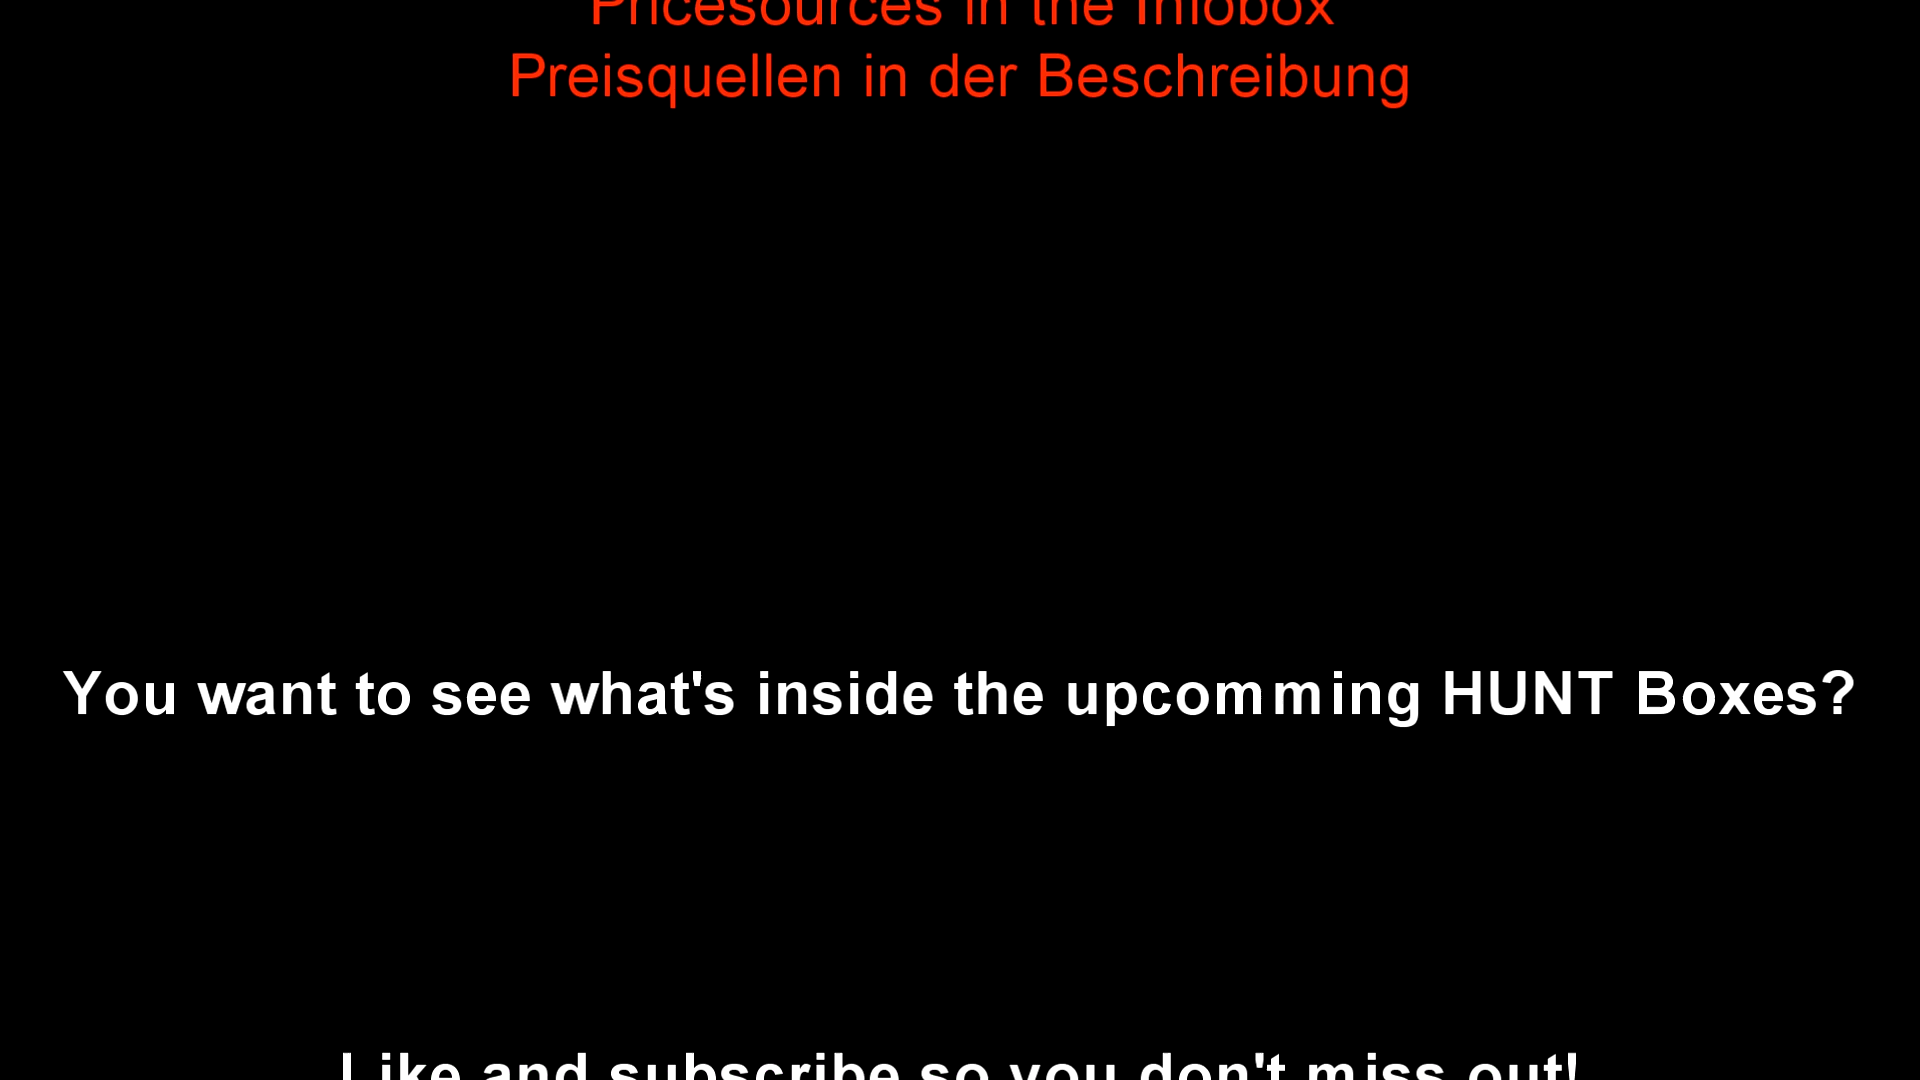 Pricesources in the Infobox
Preisquellen in der Beschreibung
You want to see what's inside the upcomming HUNT Boxes?
Like and subscribe so you don't miss out!